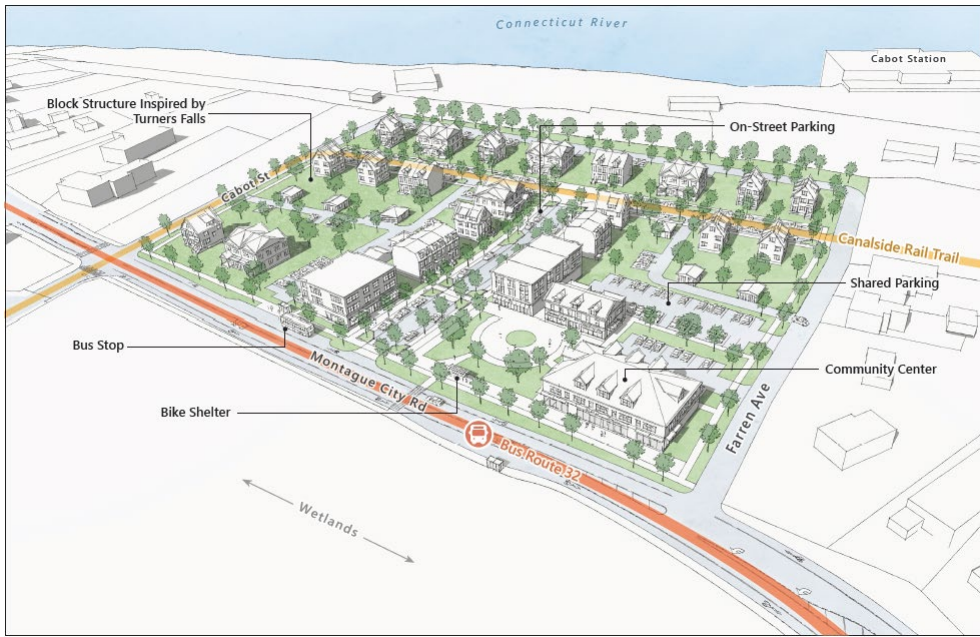 Connecticut River
Cabot Station
Block Structure Inspired by
Turners Falls
On-Street Parking
Cabot St
Canalside Rail Trail
Shared Parking
Bus Stop
Montague City Rd
Community Center
Bike Shelter
Farren Ave
Bus Route 32
Wetlands